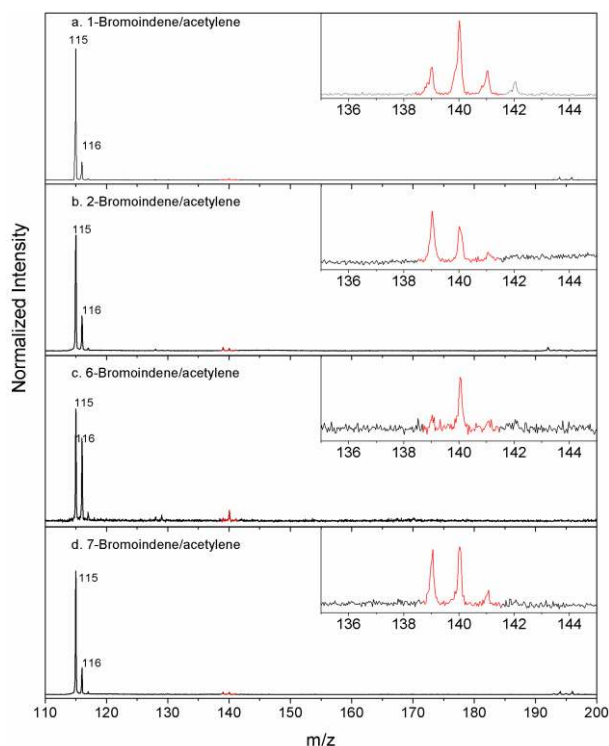 a. 1-Bromoindene/acetylene
115
116
136 138 140 142 144
b. 2-Bromoindene/acetylene
115
116
136 138 140 142 144
c. 6-Bromoindene/acetylene
115
116
136 138 140 142 144
d. 7-Bromoindene/acetylene
115
116
136 138 140 142 144
110 120 130 140 150 160 170 180 190 200
m/z
Normalized Intensity